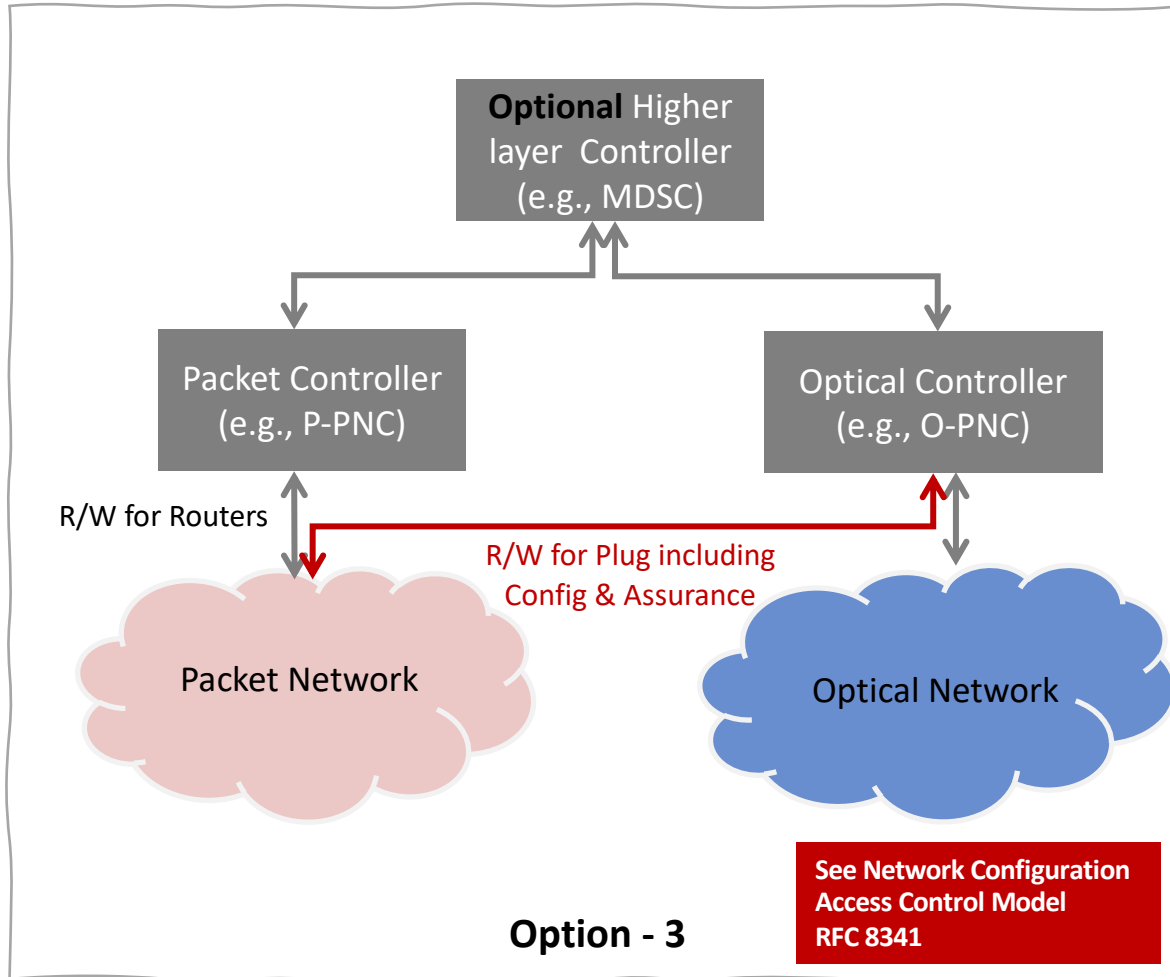 Optional Higher
layer Controller
(e.g., MDSC)
Packet Controller
(e.g., P-PNC)
Optical Controller
(e.g., O-PNC)
R/W for Routers
R/W for Plug including
Config & Assurance
Packet Network
Optical Network
See Network Configuration
Access Control Model
RFC 8341
Option - 3